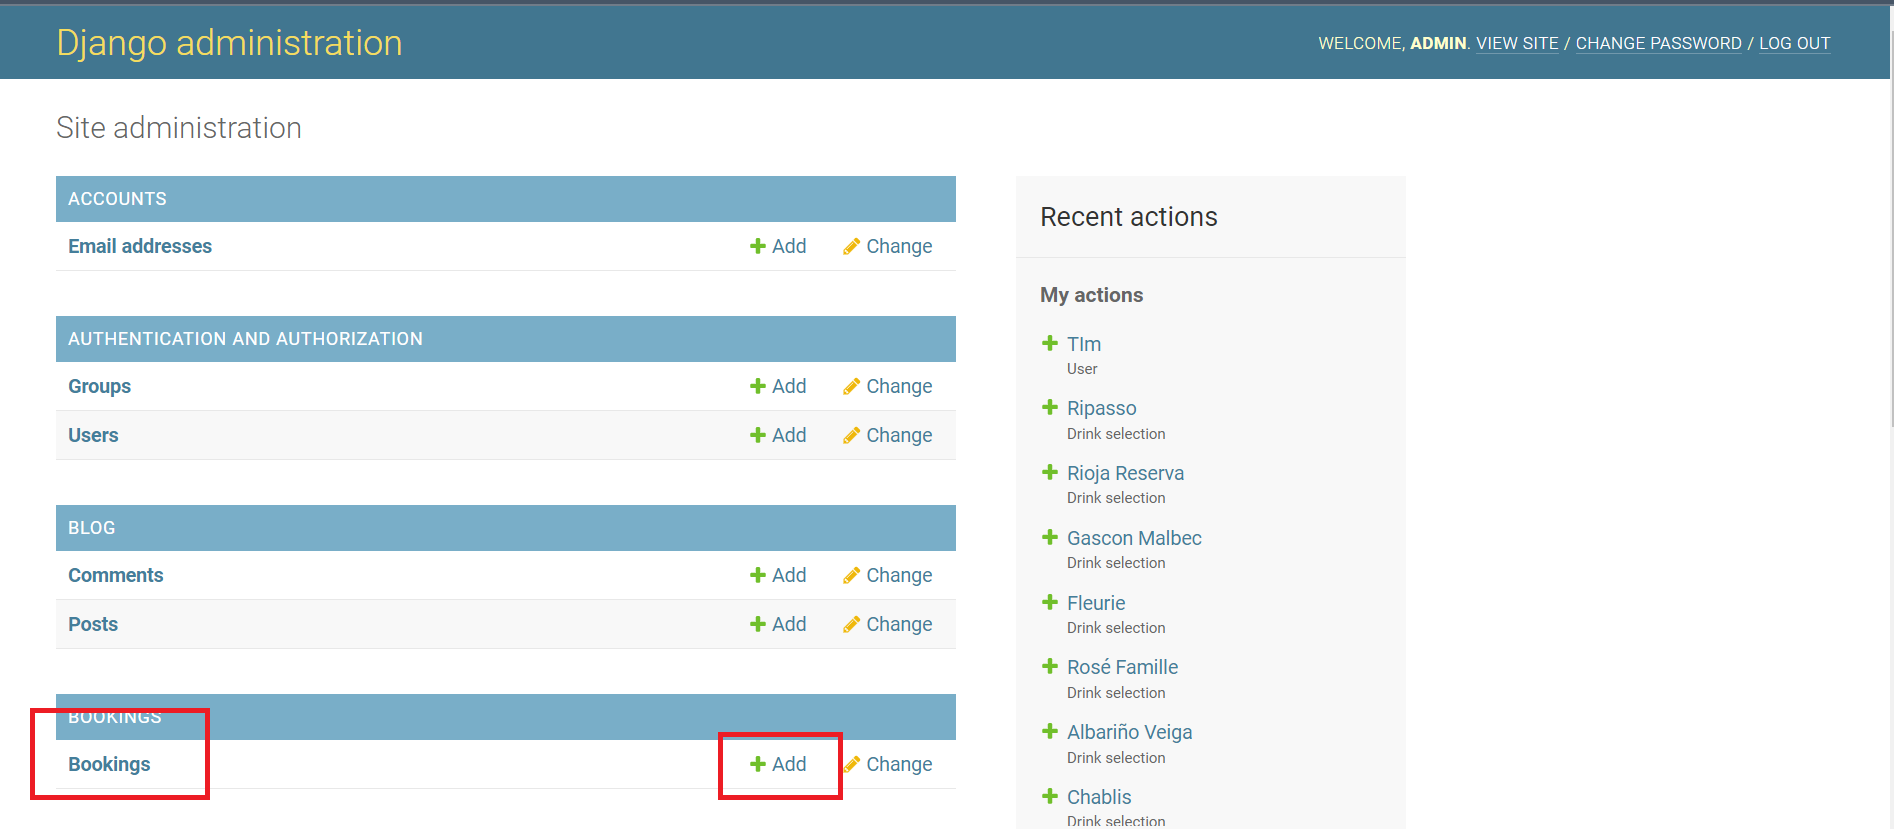 Django administration
WELCOME, ADMIN. VIEW SITE / CHANGE PASSWORD / LOG OUT
Site administration
ACCOUNTS
Email addresses Add Change
AUTHENTICATION AND AUTHORIZATION
Groups Add Change
Users Add Change
BLOG
Comments Add Change
Posts Add Change
BOOKINGS
Bookings Add Change
Recent actions
My actions
TIm
User
Ripasso
Drink selection
Rioja Reserva
Drink selection
Gascon Malbec
Drink selection
Fleurie
Drink selection
Rosé Famille
Drink selection
Albariño Veiga
Drink selection
Chablis
Drink selection